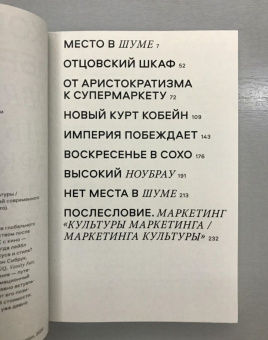 МЕСТО В ШУМЕ 7
ОТЦОВСКИЙ ШКАФ 52
ОТ АРИСТОКРАТИЗМА
К СУПЕРМАРКЕТУ 72
НОВЫЙ КУРТ КОБЕЙН 109
ИМПЕРИЯ ПОБЕЖДАЕТ 143
ВОСКРЕСЕНЬЕ В СОХО 176
ВЫСОКИЙ НОУБРАУ 191
НЕТ МЕСТА В ШУМЕ 213
ПОСЛЕСЛОВИЕ. МАРКЕТИНГ
«КУЛЬТУРЫ МАРКЕТИНГА /
МАРКЕТИНГА КУЛЬТУРЫ» 232